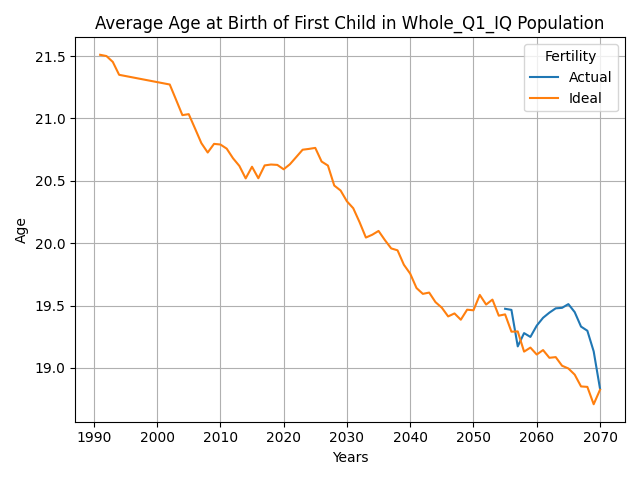 Average Age at Birth of First Child in Whole_Q1_IQ Population
Fertility
Actual
Ideal
Age
21.5
21.0
20.5
20.0
19.5
19.0
1990 2000 2010 2020 2030 2040 2050 2060 2070
Years